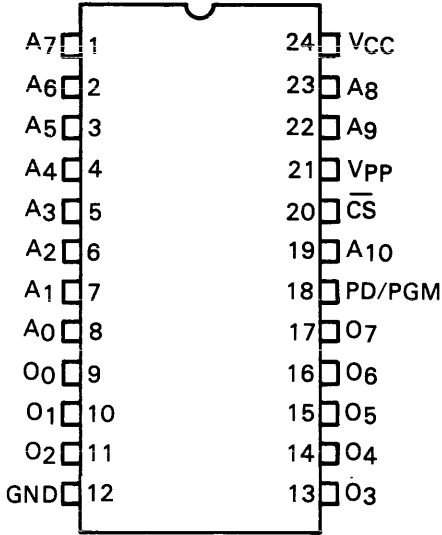 A7 1 24 VCC
A6 2 23 A8
A5 3 22 A9
A4 4 21 VPP
A3 5 20 C̅S̅
A2 6 19 A10
A1 7 18 PD/PGM
A0 8 17 O7
O0 9 16 O6
O1 10 15 O5
O2 11 14 O4
GND 12 13 O3